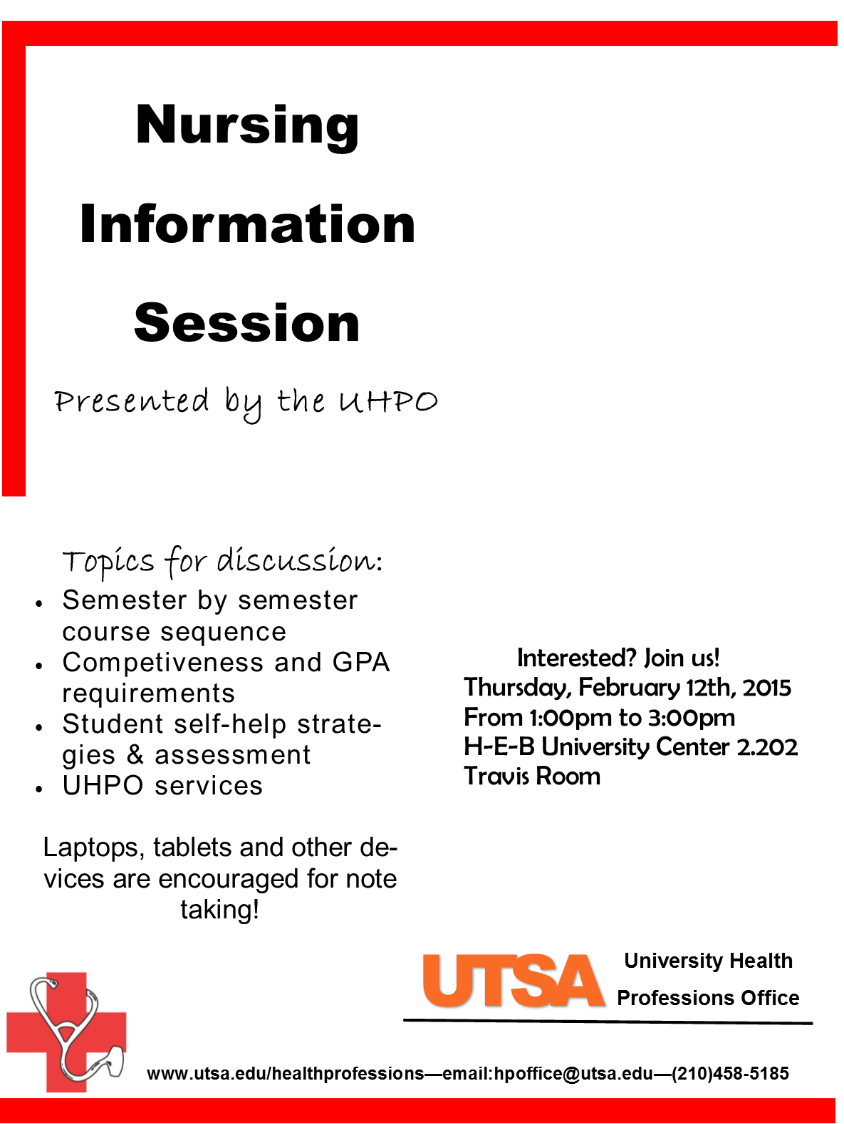 Nursing
Information
Session
Presented by the UHPO
Topics for discussion:
• Semester by semester
course sequence
• Competiveness and GPA
requirements
• Student self-help strate-
gies & assessment
• UHPO services
Laptops, tablets and other de-
vices are encouraged for note
taking!
Interested? Join us!
Thursday, February 12th, 2015
From 1:00pm to 3:00pm
H-E-B University Center 2.202
Travis Room
UTSA
University Health
Professions Office
www.utsa.edu/healthprofessions—email:hpoffice@utsa.edu—(210)458-5185